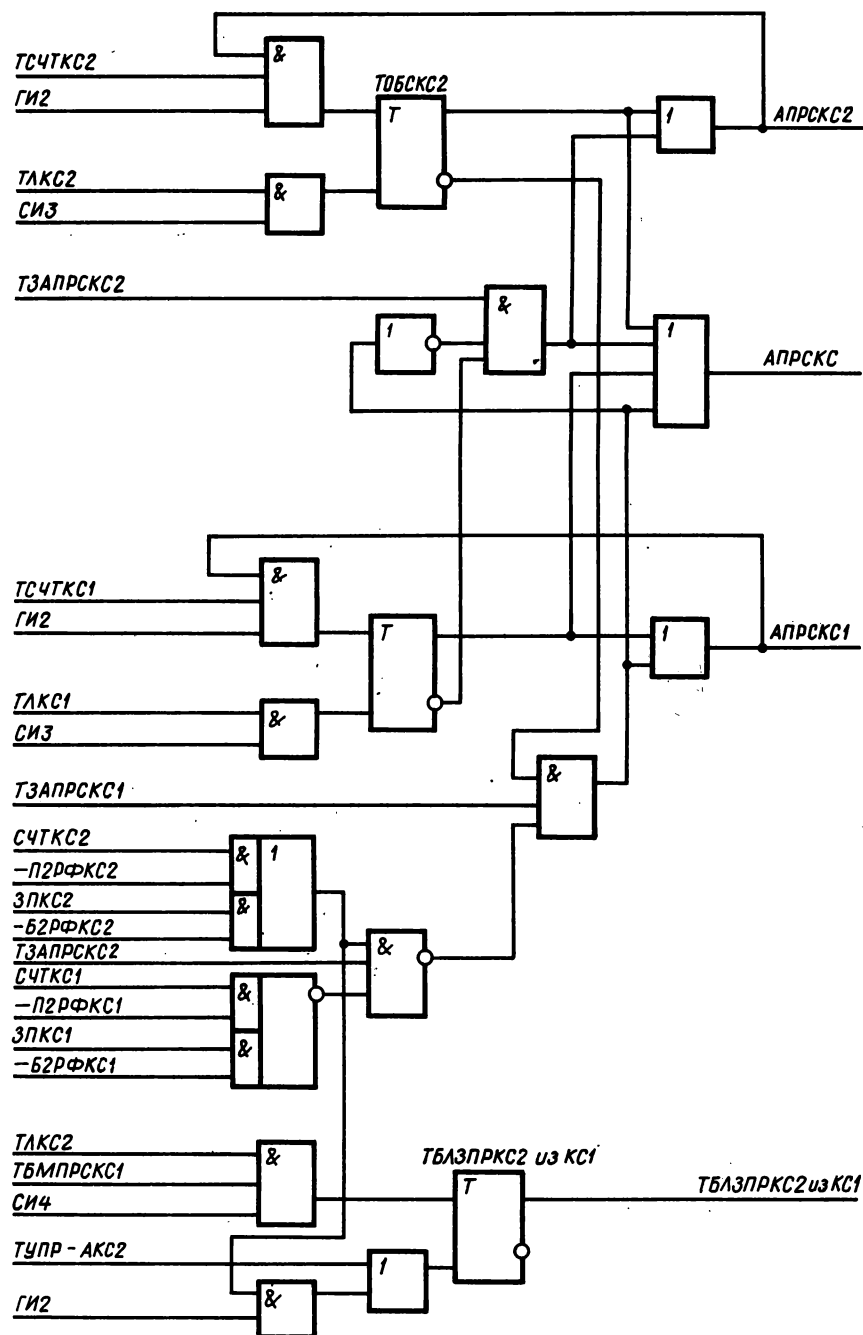 ТСЧТКС2
ГИ2
&
ТОБСКС2
Т
1
АПРСКС2
ТЛКС2
СИ3
&
ТЗАПРСКС2
&
1
1
АПРСКС
ТСЧТКС1
ГИ2
&
Т
1
АПРСКС1
ТЛКС1
СИ3
&
ТЗАПРСКС1
&
СЧТКС2
& 1
—П2РФКС2
ЗПКС2
&
—Б2РФКС2
ТЗАПРСКС2
&
СЧТКС1
&
—П2РФКС1
ЗПКС1
&
—Б2РФКС1
ТЛКС2
&
ТБМПРСКС1
СИ4
ТБЛЗПРКС2 из КС1
Т
ТБЛЗПРКС2 из КС1
ТУПР-АКС2
1
ГИ2
&